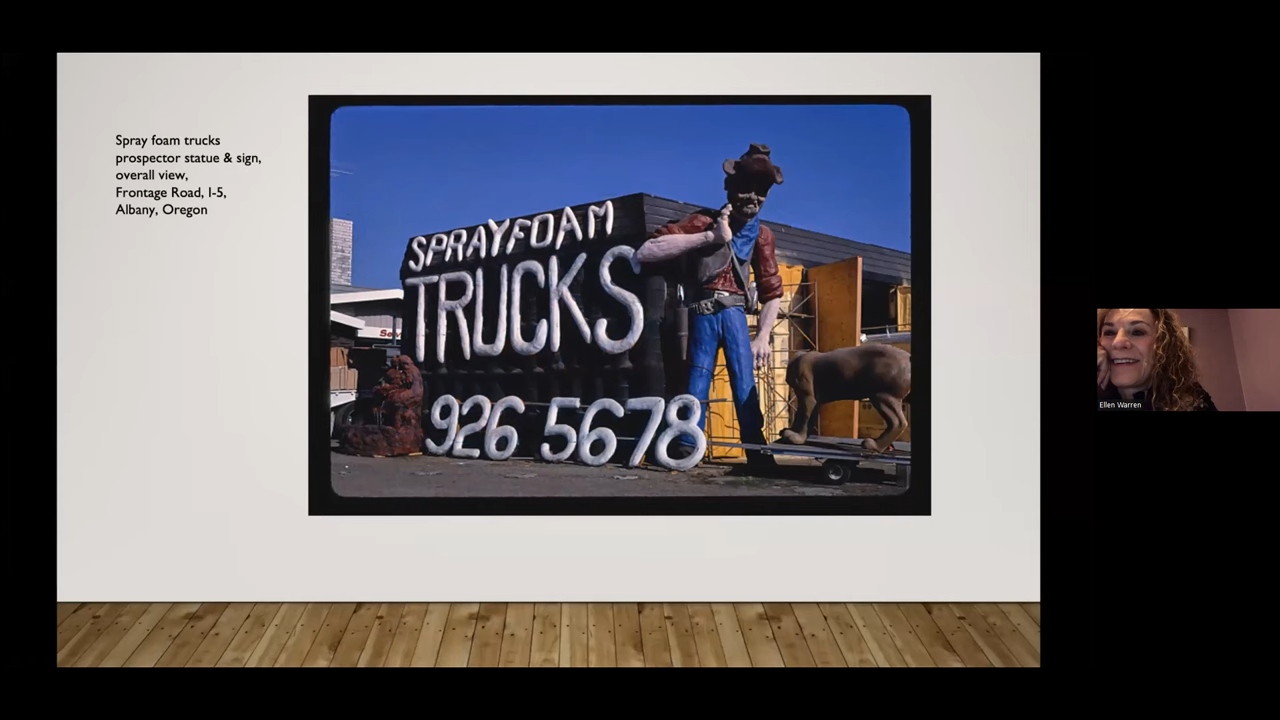 Spray foam trucks
prospector statue & sign,
overall view,
Frontage Road, I-5,
Albany, Oregon
SPRAYFOAM
TRUCKS
926 5678
Ellen Warren